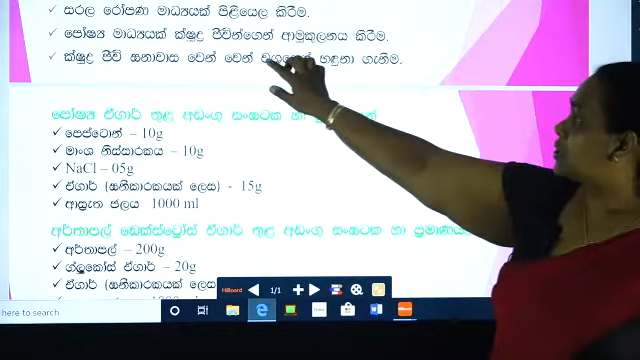 ✓ සරල රෝපණ මාධ්‍යයක් පිළියෙල කිරීම.
✓ පෝෂ්‍ය මාධ්‍යයක් ක්ෂුද්‍ර ජීවින්ගෙන් ආමුකුලනය කිරීම.
✓ ක්ෂුද්‍ර ජීවී ඝනාවාස වෙන් වෙන් හඳුනා ගැනීම.
පෝෂ්‍ය ඒගාර් තුළ අඩංගු සංඝටක හා
✓ පෙප්ටෝන් – 10g
✓ මාංශ නිස්සාරකය – 10g
✓ NaCl – 05g
✓ ඒගාර් (ඝනීකාරකයක් ලෙස) - 15g
✓ ආසෘත ජලය 1000 ml
අර්තාපල් ඩෙක්ස්ට්‍රෝස් ඒගාර් තුළ අඩංගු සංඝටක හා ප්‍රමාණය
✓ අර්තාපල් – 200g
✓ ග්ලූකෝස් ඒගාර් – 20g
✓ ඒගාර් (ඝනීකාරකයක් ලෙස
HiBoard 1/1
here to search